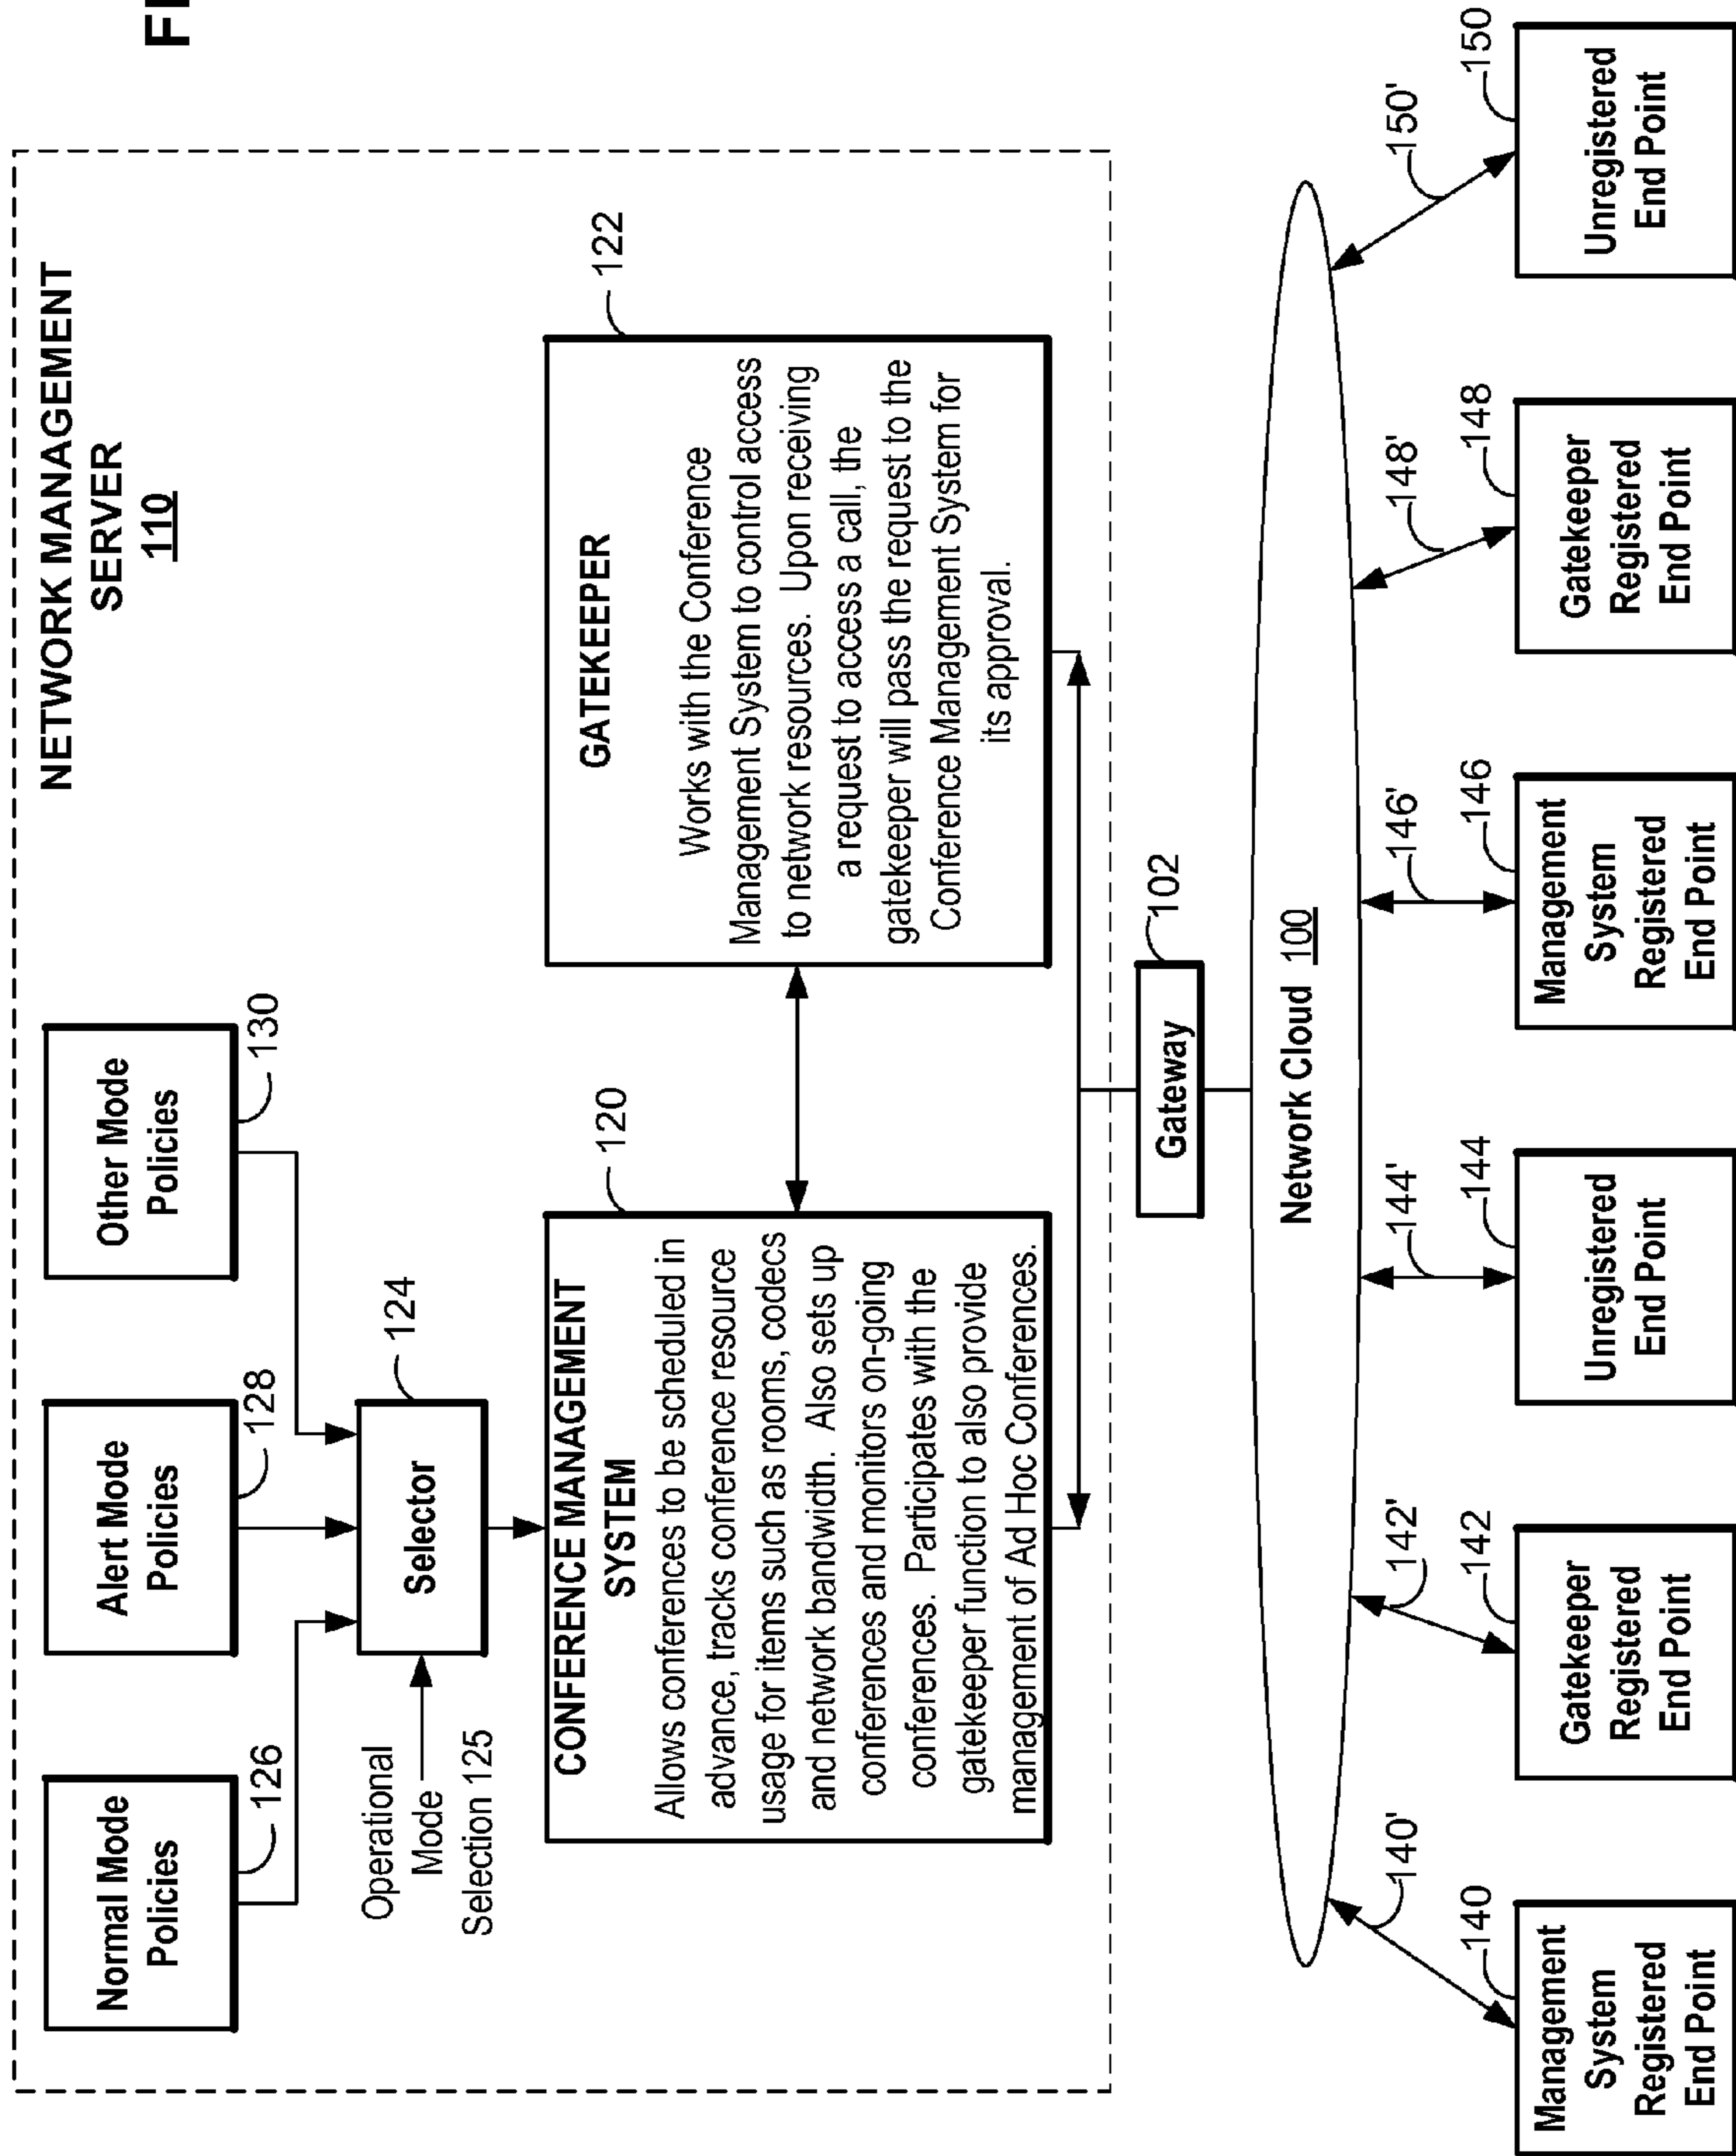 FI
NETWORK MANAGEMENT
SERVER
110
Normal Mode
Policies
126
Alert Mode
Policies
128
Other Mode
Policies
130
Operational
Mode
Selection 125
Selector
124
CONFERENCE MANAGEMENT
SYSTEM
Allows conferences to be scheduled in
advance, tracks conference resource
usage for items such as rooms, codecs
and network bandwidth. Also sets up
conferences and monitors on-going
conferences. Participates with the
gatekeeper function to also provide
management of Ad Hoc Conferences.
120
GATEKEEPER
Works with the Conference
Management System to control access
to network resources. Upon receiving
a request to access a call, the
gatekeeper will pass the request to the
Conference Management System for
its approval.
122
Gateway
102
Network Cloud 100
140'
142'
144'
146'
148'
150'
Management
System
Registered
End Point
140
Gatekeeper
Registered
End Point
142
Unregistered
End Point
144
Management
System
Registered
End Point
146
Gatekeeper
Registered
End Point
148
Unregistered
End Point
150